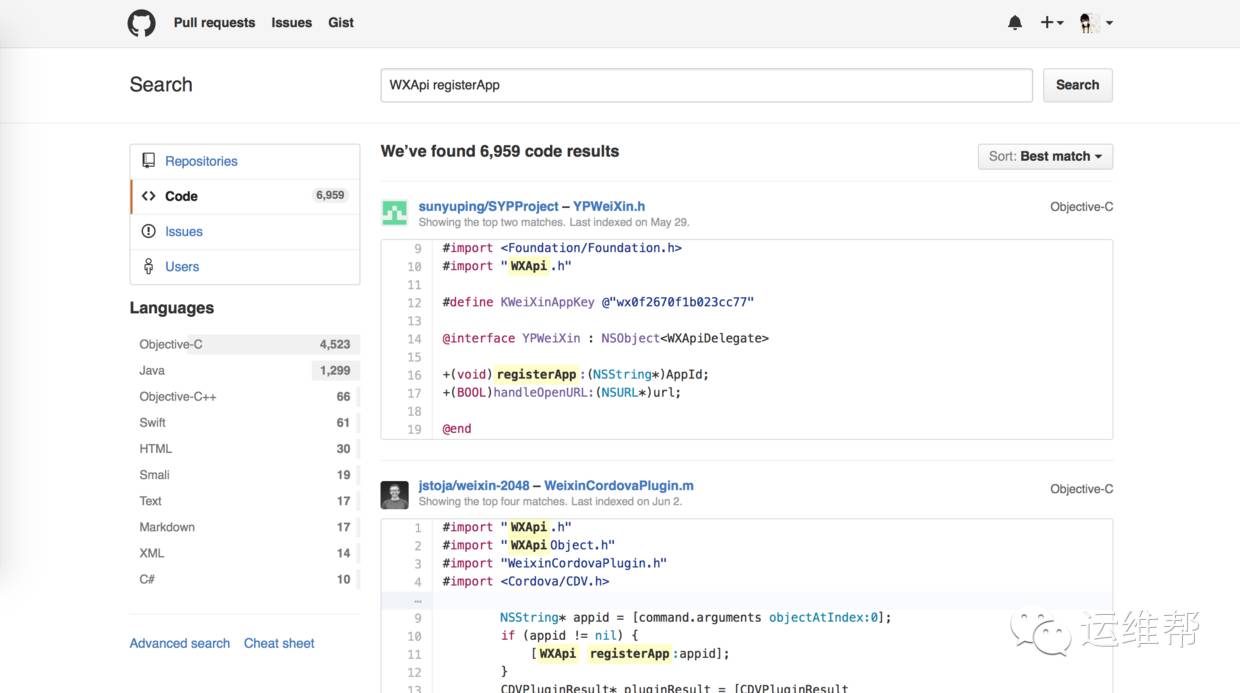 Pull requests Issues Gist
Search
WXApi registerApp
Search
Repositories
Code 6,959
Issues
Users
Languages
Objective-C 4,523
Java 1,299
Objective-C++ 66
Swift 61
HTML 30
Smali 19
Text 17
Markdown 17
XML 14
C# 10
Advanced search Cheat sheet
We’ve found 6,959 code results
Sort: Best match
sunyuping/SYPProject – YPWeiXin.h
Objective-C
Showing the top two matches. Last indexed on May 29.
9 #import <Foundation/Foundation.h>
10 #import "WXApi.h"
11
12 #define KWeiXinAppKey @"wx0f2670f1b023cc77"
13
14 @interface YPWeiXin : NSObject<WXApiDelegate>
15
16 +(void)registerApp:(NSString*)AppId;
17 +(BOOL)handleOpenURL:(NSURL*)url;
18
19 @end
jstoja/weixin-2048 – WeixinCordovaPlugin.m
Objective-C
Showing the top four matches. Last indexed on Jun 2.
1 #import "WXApi.h"
2 #import "WXApiObject.h"
3 #import "WeixinCordovaPlugin.h"
4 #import <Cordova/CDV.h>
…
9 NSString* appid = [command.arguments objectAtIndex:0];
10 if (appid != nil) {
11 [WXApi registerApp:appid];
12 }
13 CDVPluginResult* pluginResult = [CDVPluginResult
运维帮